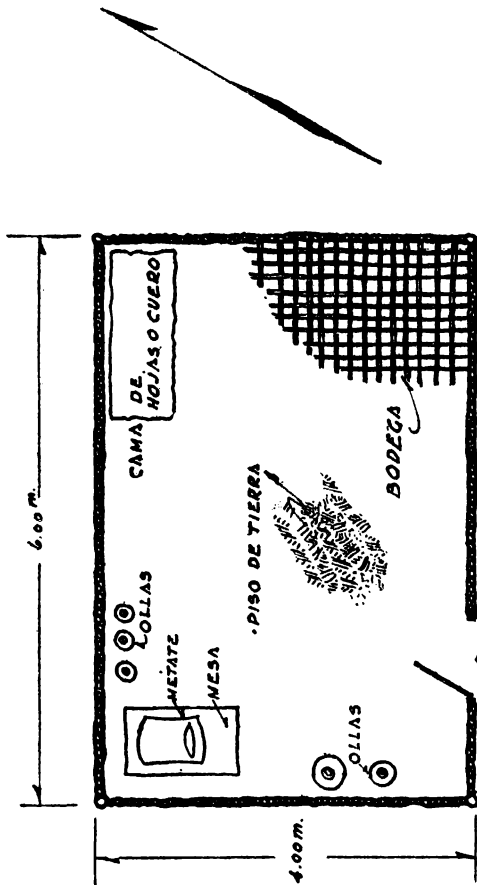 6.00 m.
CAMA DE
HOJAS O CUERO
OLLAS
METATE
MESA
.PISO DE TIERRA
BODEGA
OLLAS
4.00 m.